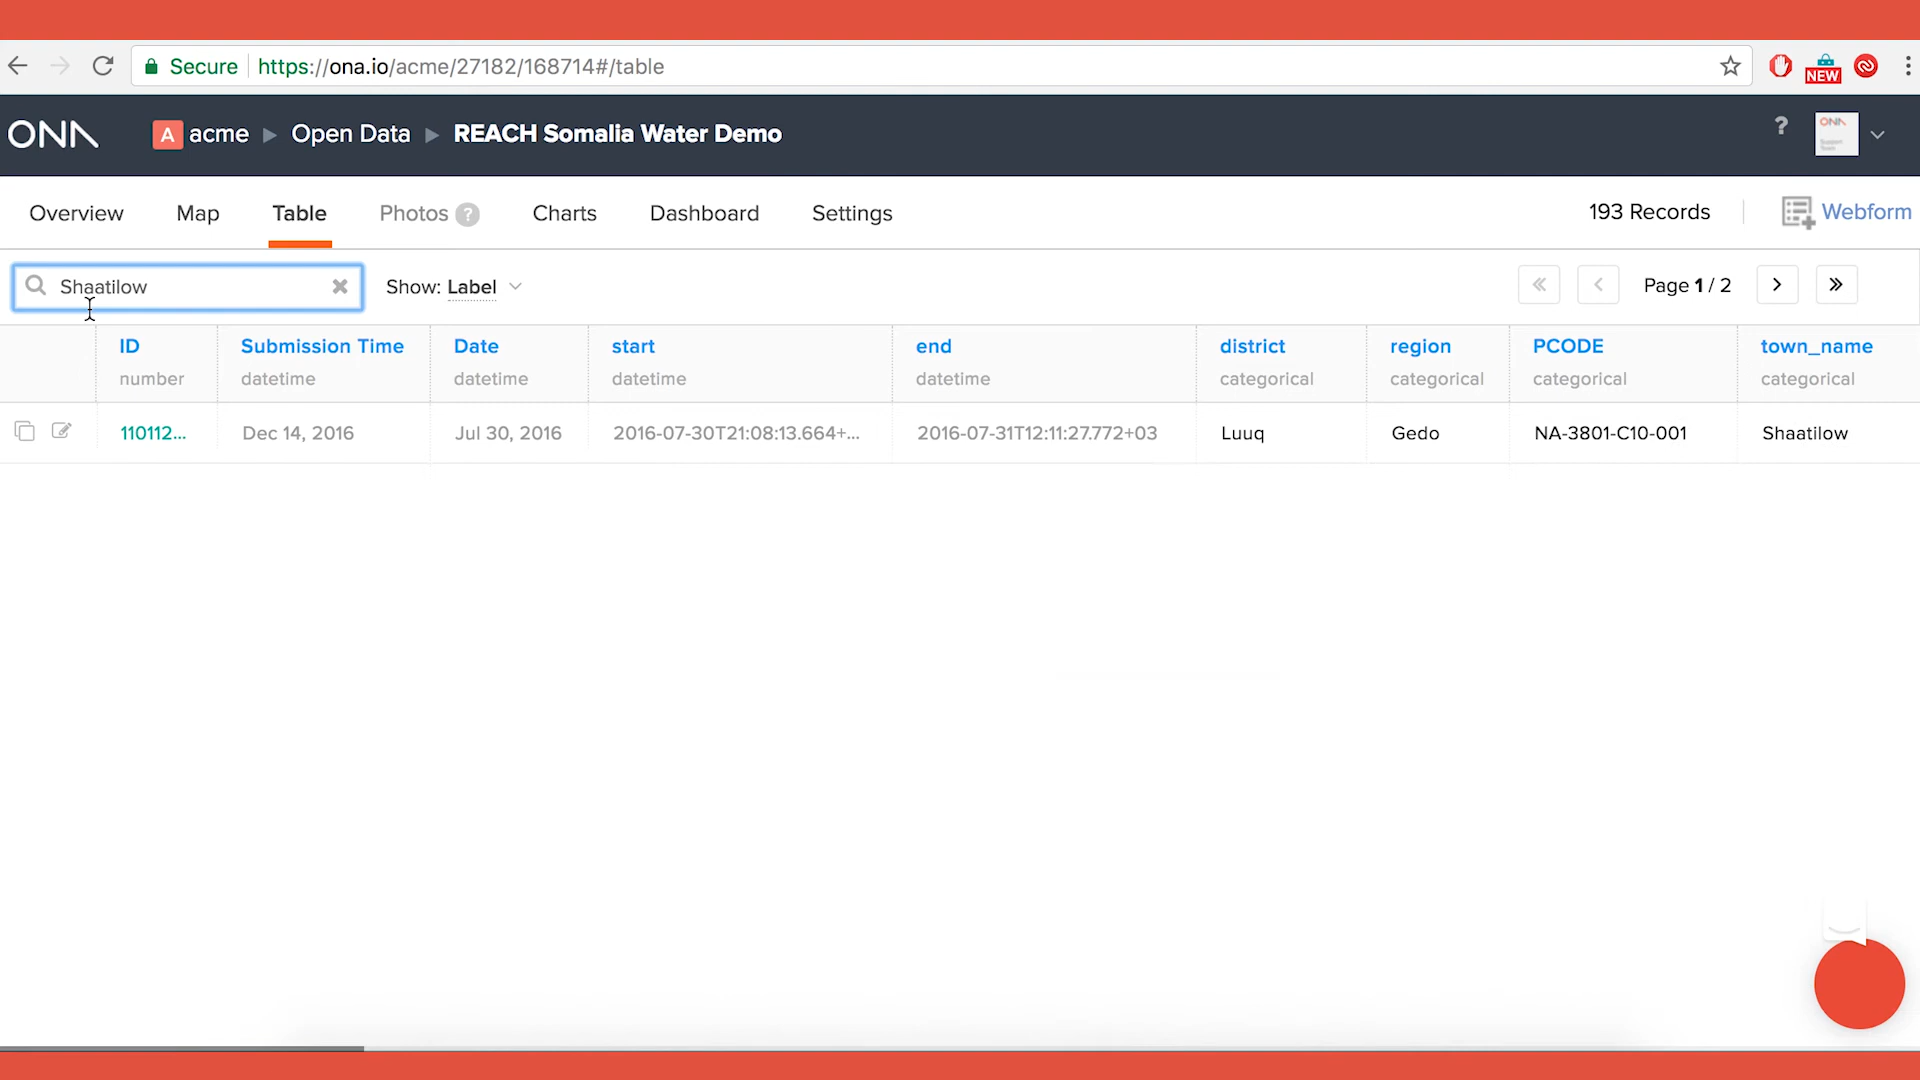 Secure https://ona.io/acme/27182/168714#/table
NEW
ONA A acme ▶ Open Data ▶ REACH Somalia Water Demo ? ONA
Overview Map Table Photos ? Charts Dashboard Settings 193 Records Webform
Shaatilow Show: Label Page 1 / 2
ID Submission Time Date start end district region PCODE town_name
number datetime datetime datetime datetime categorical categorical categorical categorical
110112... Dec 14, 2016 Jul 30, 2016 2016-07-30T21:08:13.664+... 2016-07-31T12:11:27.772+03 Luuq Gedo NA-3801-C10-001 Shaatilow